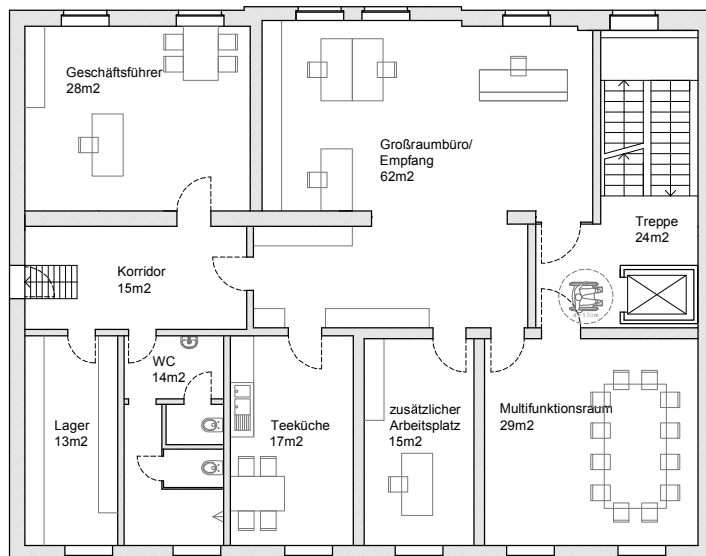 Geschäftsführer
28m2
Großraumbüro/
Empfang
62m2
Treppe
24m2
Korridor
15m2
WC
14m2
Lager
13m2
Teeküche
17m2
zusätzlicher
Arbeitsplatz
15m2
Multifunktionsraum
29m2